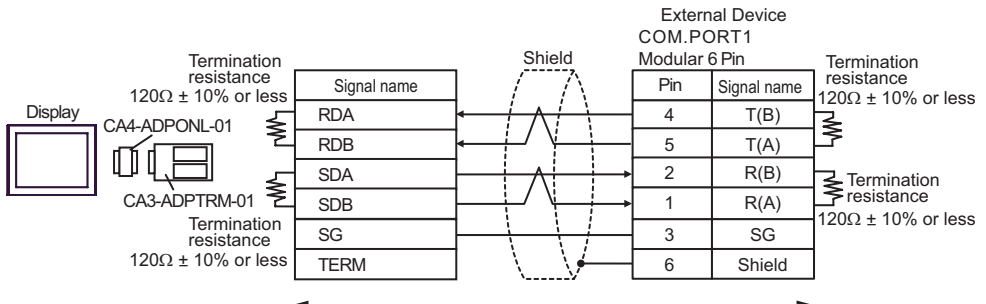 External Device
COM.PORT1
Modular 6 Pin
Termination
resistance
120Ω ± 10% or less
Shield
Termination
resistance
120Ω ± 10% or less
Signal name
Pin
Signal name
Display
CA4-ADPONL-01
CA3-ADPTRM-01
RDA
4
T(B)
RDB
5
T(A)
SDA
2
R(B)
SDB
1
R(A)
SG
3
SG
TERM
6
Shield
Termination
resistance
120Ω ± 10% or less
Termination
resistance
120Ω ± 10% or less